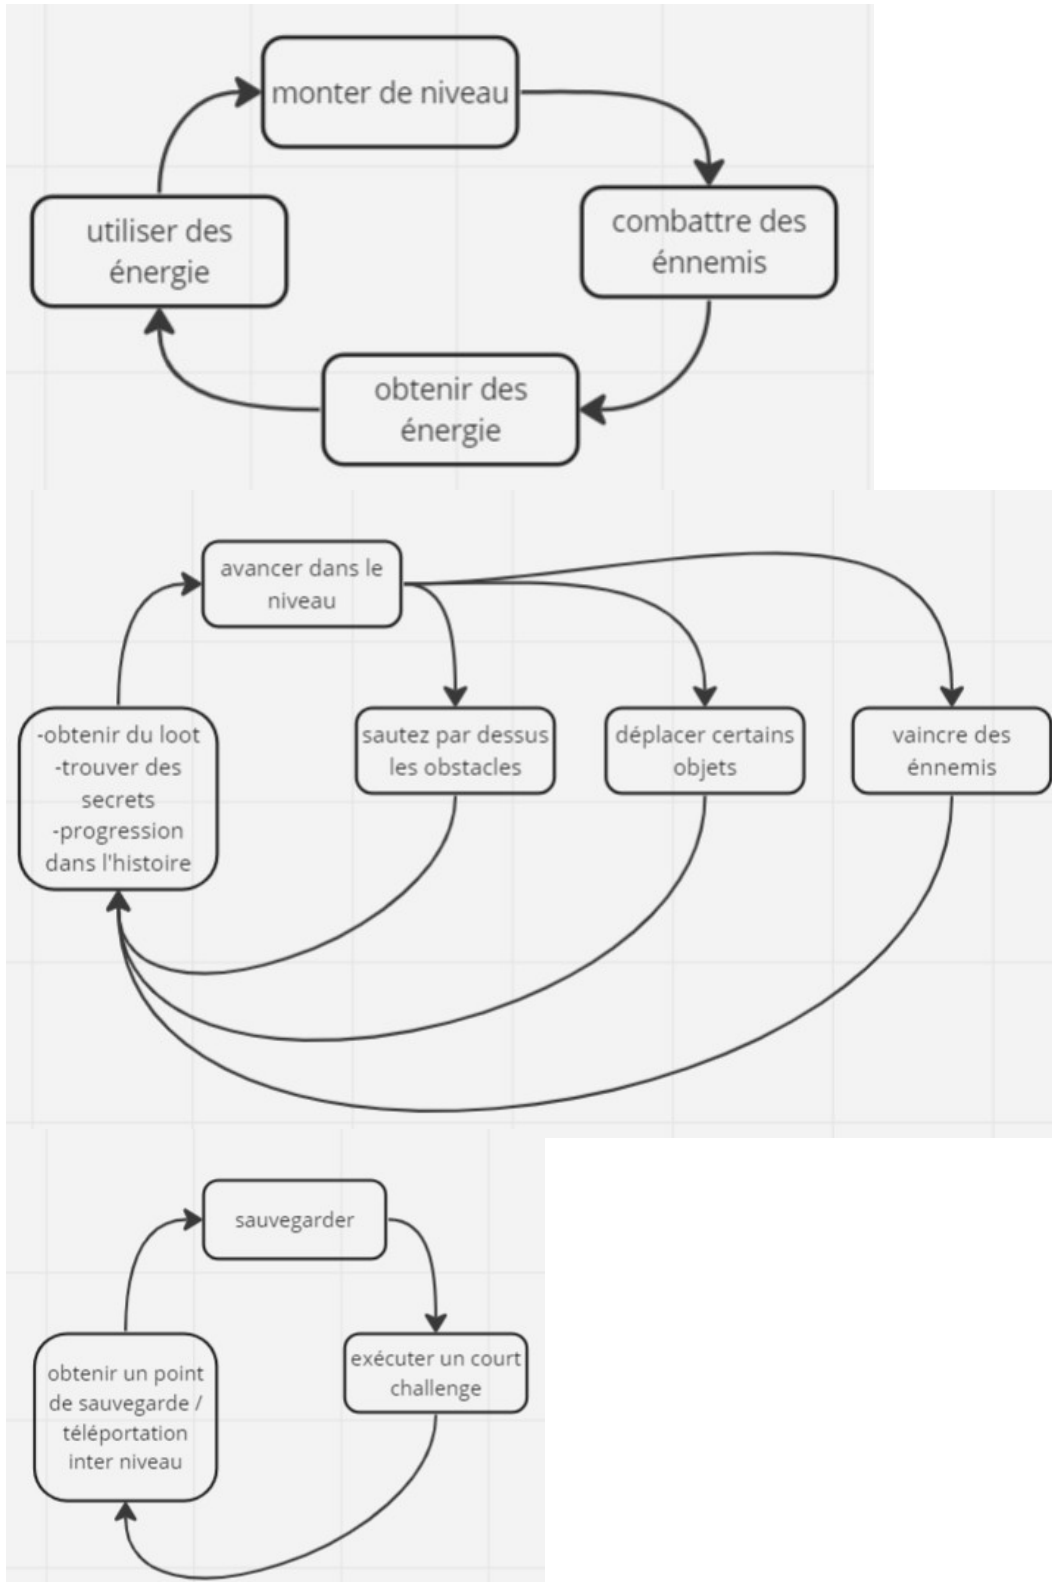 monter de niveau
utiliser des
énergie
combattre des
énnemis
obtenir des
énergie
avancer dans le
niveau
-obtenir du loot
-trouver des
secrets
-progression
dans l'histoire
sautez par dessus
les obstacles
déplacer certains
objets
vaincre des
énnemis
sauvegarder
obtenir un point
de sauvegarde /
téléportation
inter niveau
exécuter un court
challenge